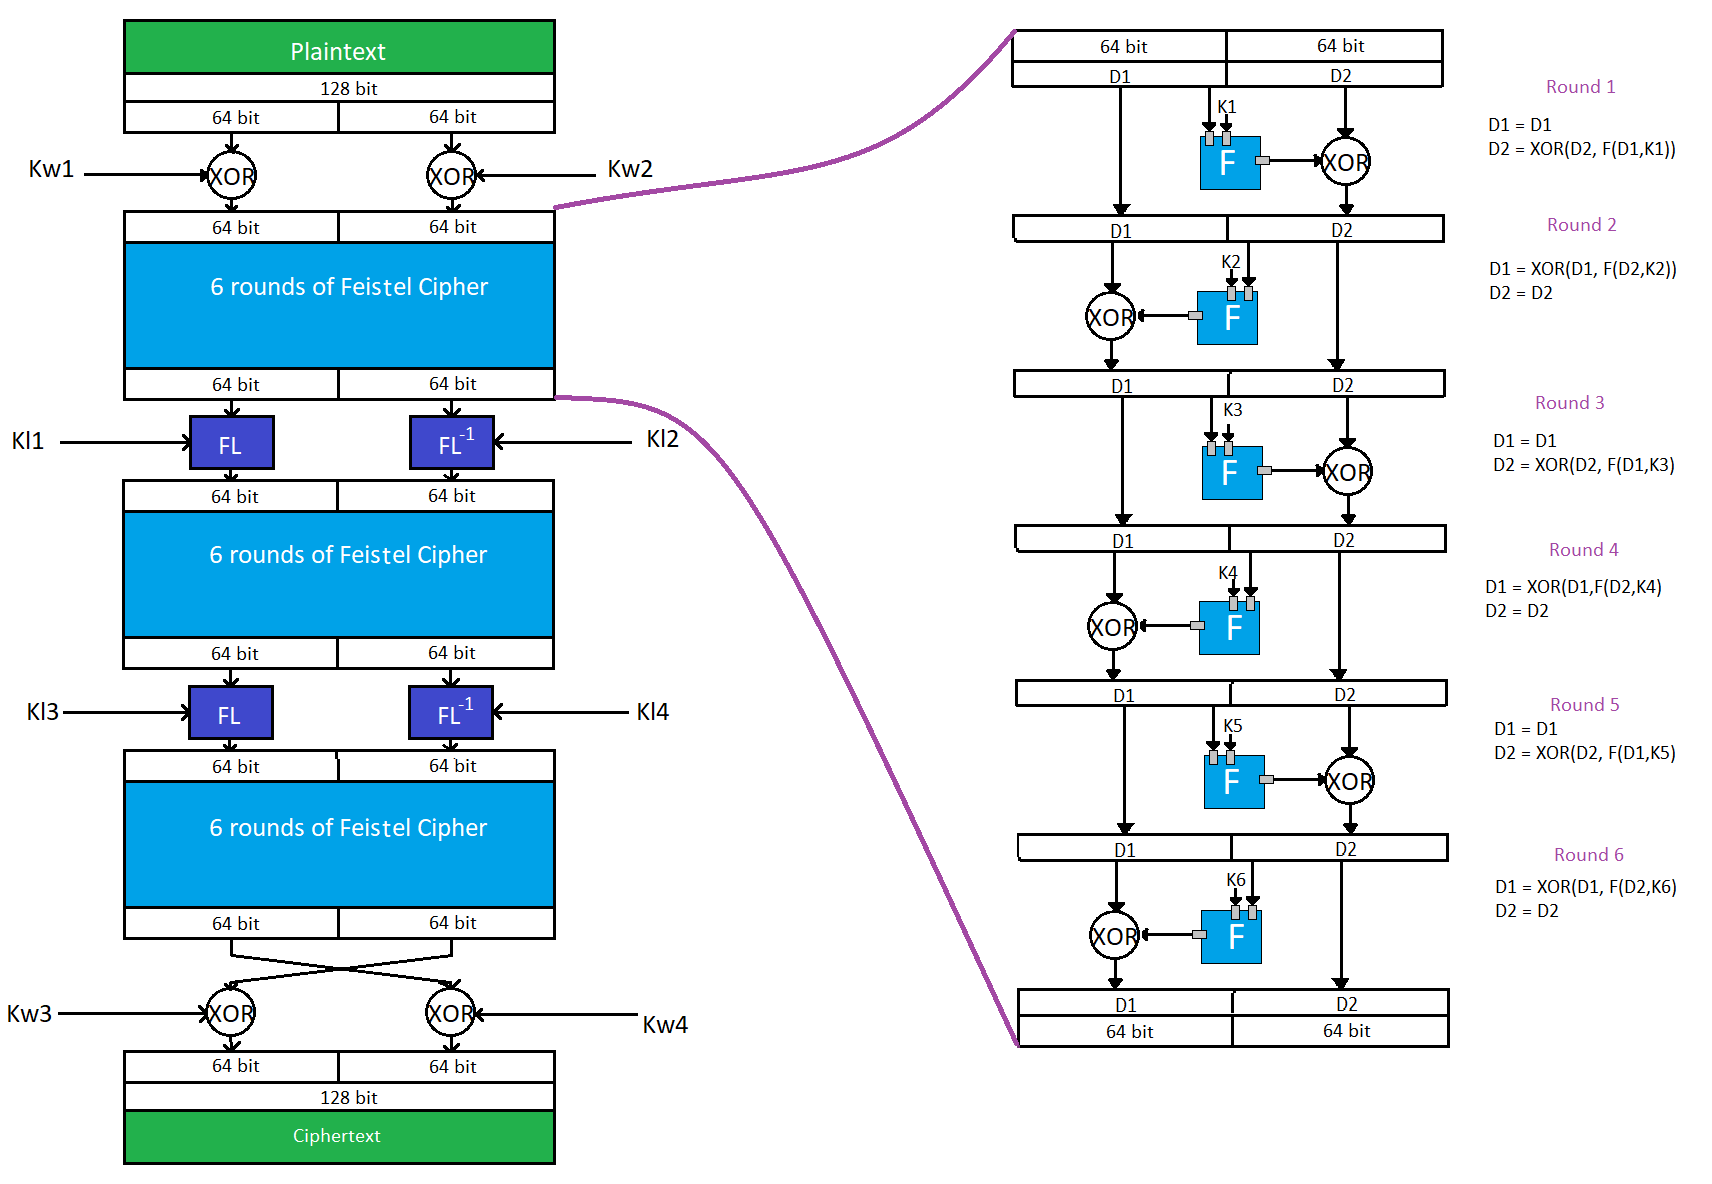 Plaintext
128 bit
64 bit 64 bit
Kw1 XOR XOR Kw2
64 bit 64 bit
6 rounds of Feistel Cipher
64 bit 64 bit
Kl1 FL FL-1 Kl2
64 bit 64 bit
6 rounds of Feistel Cipher
64 bit 64 bit
Kl3 FL FL-1 Kl4
64 bit 64 bit
6 rounds of Feistel Cipher
64 bit 64 bit
Kw3 XOR XOR Kw4
64 bit 64 bit
128 bit
Ciphertext
64 bit 64 bit
D1 D2
K1
F XOR
D1 D2
K2
XOR F
D1 D2
K3
F XOR
D1 D2
K4
XOR F
D1 D2
K5
F XOR
D1 D2
K6
XOR F
D1 D2
64 bit 64 bit
Round 1
D1 = D1
D2 = XOR(D2, F(D1,K1))
Round 2
D1 = XOR(D1, F(D2,K2))
D2 = D2
Round 3
D1 = D1
D2 = XOR(D2, F(D1,K3)
Round 4
D1 = XOR(D1,F(D2,K4)
D2 = D2
Round 5
D1 = D1
D2 = XOR(D2, F(D1,K5)
Round 6
D1 = XOR(D1, F(D2,K6)
D2 = D2